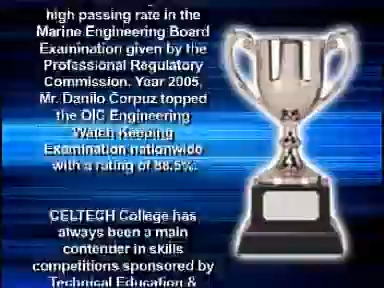 high passing rate in the
Marine Engineering Board
Examination given by the
Professional Regulatory
Commission. Year 2005,
Mr. Danilo Corpuz topped
the OIC Engineering
Watch Keeping
Examination nationwide
with a rating of 88.5%.
CELTECH College has
always been a main
contender in skills
competitions sponsored by
Technical Education &